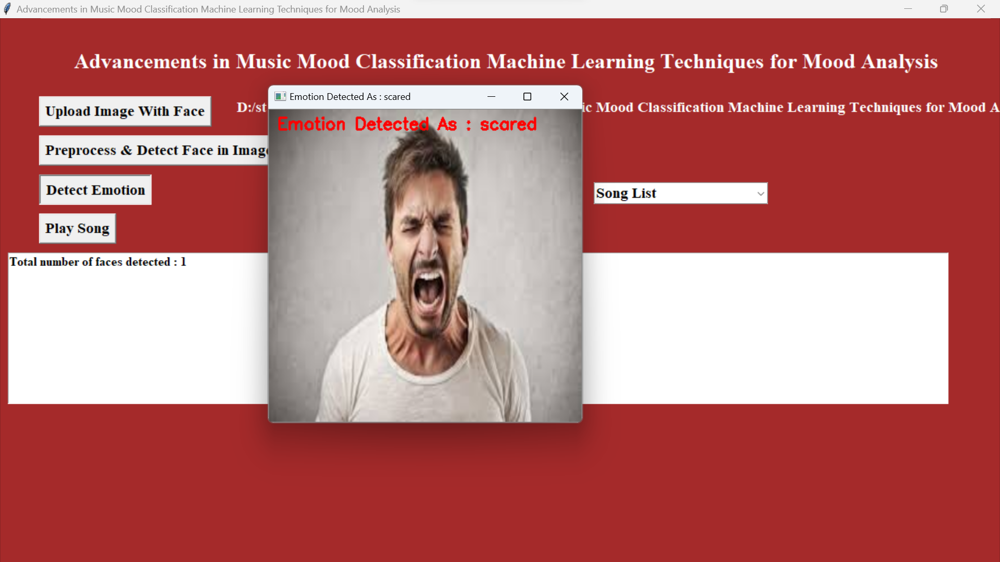 Advancements in Music Mood Classification Machine Learning Techniques for Mood Analysis
Advancements in Music Mood Classification Machine Learning Techniques for Mood Analysis
Emotion Detected As : scared
Upload Image With Face
D:/st
ic Mood Classification Machine Learning Techniques for Mood A
Emotion Detected As : scared
Preprocess & Detect Face in Image
Detect Emotion
Song List
Play Song
Total number of faces detected : 1